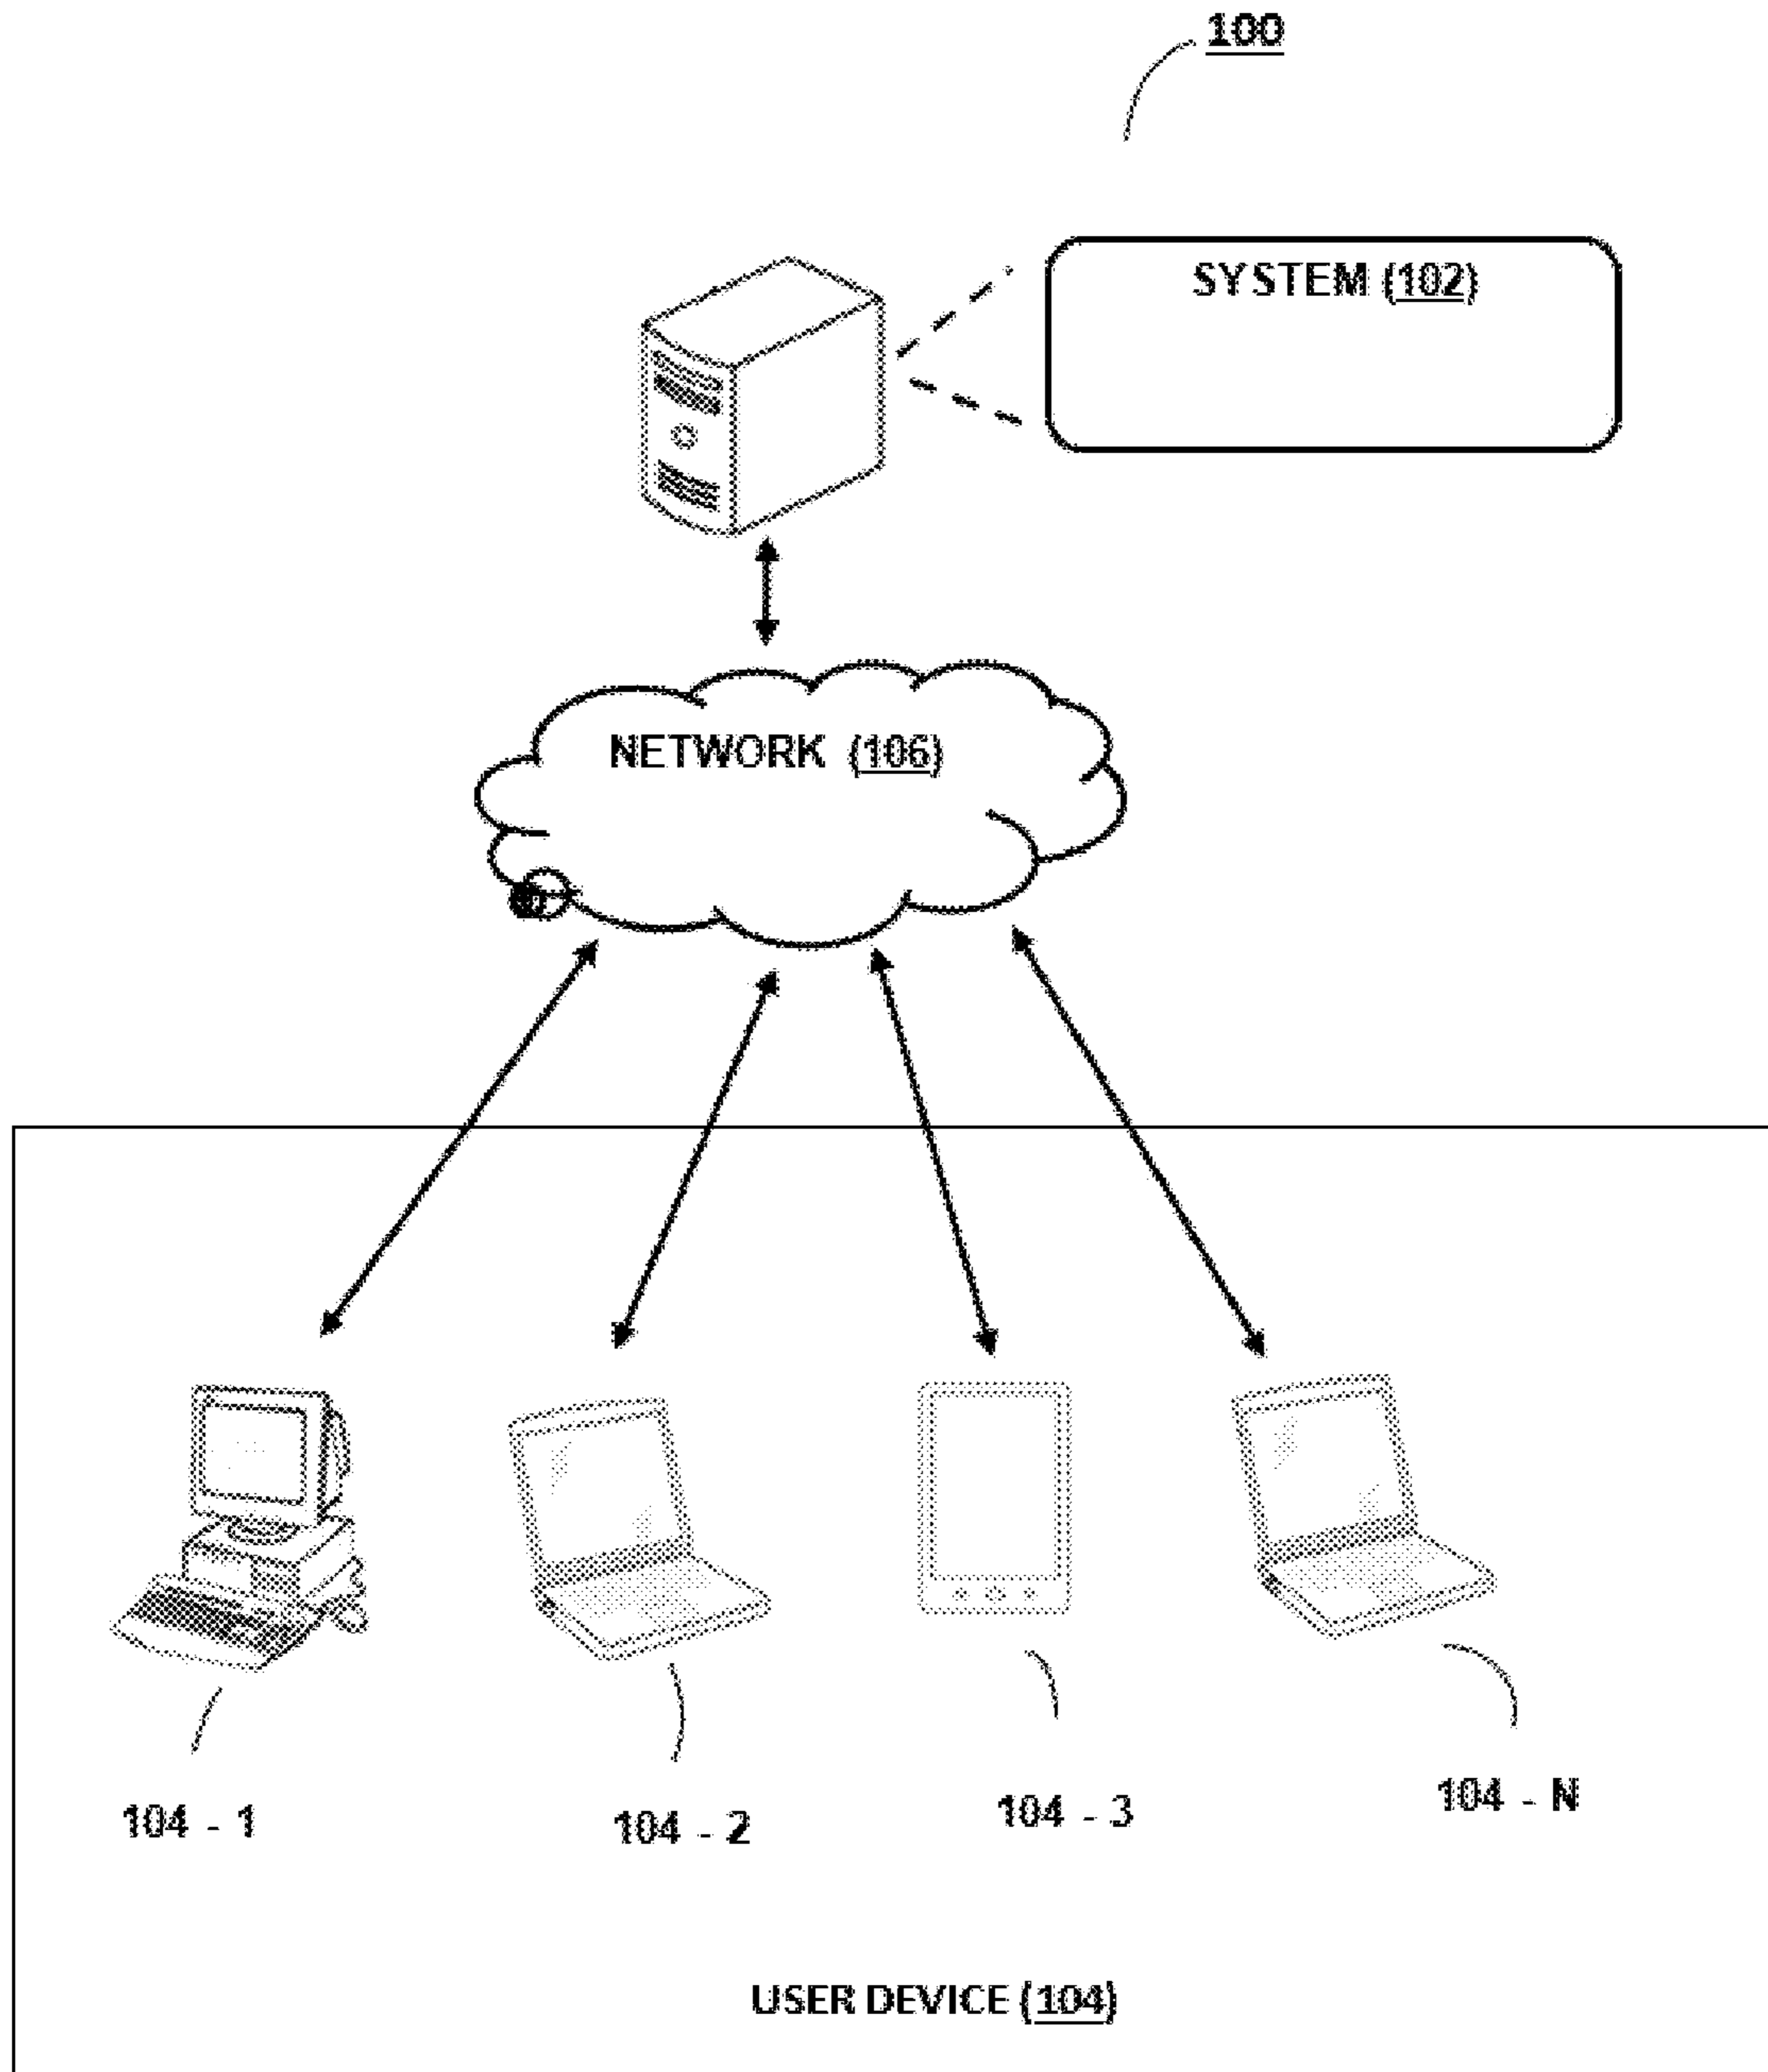 100
SYSTEM (102)
NETWORK (106)
104 - 1
104 - 2
104 - 3
104 - N
USER DEVICE (104)